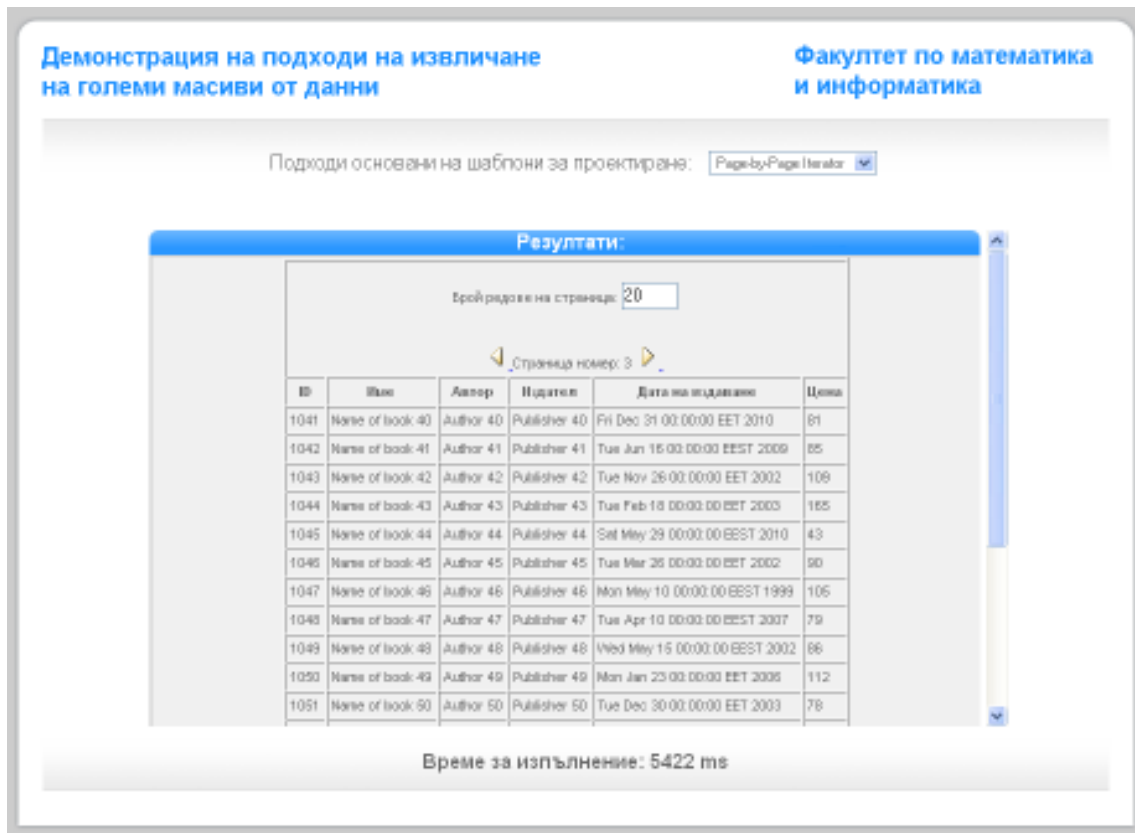 Демонстрация на подходи на извличане
на големи масиви от данни
Факултет по математика
и информатика
Подходи основани на шаблони за проектиране: Page-by-Page Iterator
Резултати:
Брой редове на страница: 20
Страница номер: 3
ID Име Автор Издател Дата на издаване Цена
1041 Name of book 40 Author 40 Publisher 40 Fri Dec 31 00:00:00 EET 2010 81
1042 Name of book 41 Author 41 Publisher 41 Tue Jun 16 00:00:00 EEST 2009 85
1043 Name of book 42 Author 42 Publisher 42 Tue Nov 26 00:00:00 EET 2002 109
1044 Name of book 43 Author 43 Publisher 43 Tue Feb 18 00:00:00 EET 2003 165
1045 Name of book 44 Author 44 Publisher 44 Sat May 29 00:00:00 EEST 2010 43
1046 Name of book 45 Author 45 Publisher 45 Tue Mar 26 00:00:00 EET 2002 90
1047 Name of book 46 Author 46 Publisher 46 Mon May 10 00:00:00 EEST 1999 105
1048 Name of book 47 Author 47 Publisher 47 Tue Apr 10 00:00:00 EEST 2007 79
1049 Name of book 48 Author 48 Publisher 48 Wed May 15 00:00:00 EEST 2002 86
1050 Name of book 49 Author 49 Publisher 49 Mon Jan 23 00:00:00 EET 2006 112
1051 Name of book 50 Author 50 Publisher 50 Tue Dec 30 00:00:00 EET 2003 78
Време за изпълнение: 5422 ms